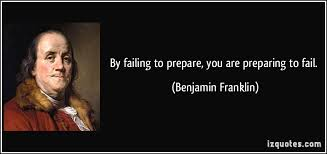 By failing to prepare, you are preparing to fail.
(Benjamin Franklin)
izquotes.com